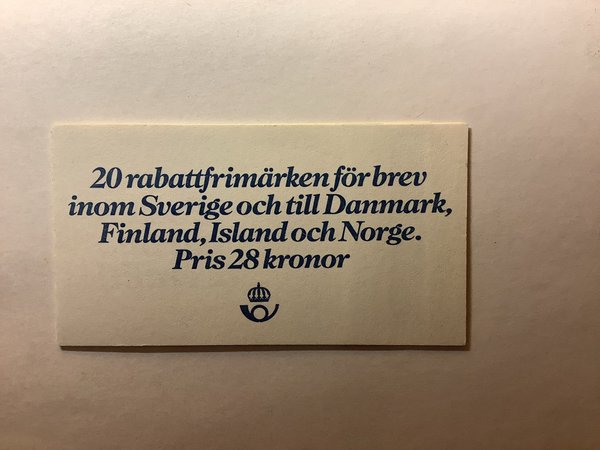 20 rabattfrimärken för brev
inom Sverige och till Danmark,
Finland, Island och Norge.
Pris 28 kronor